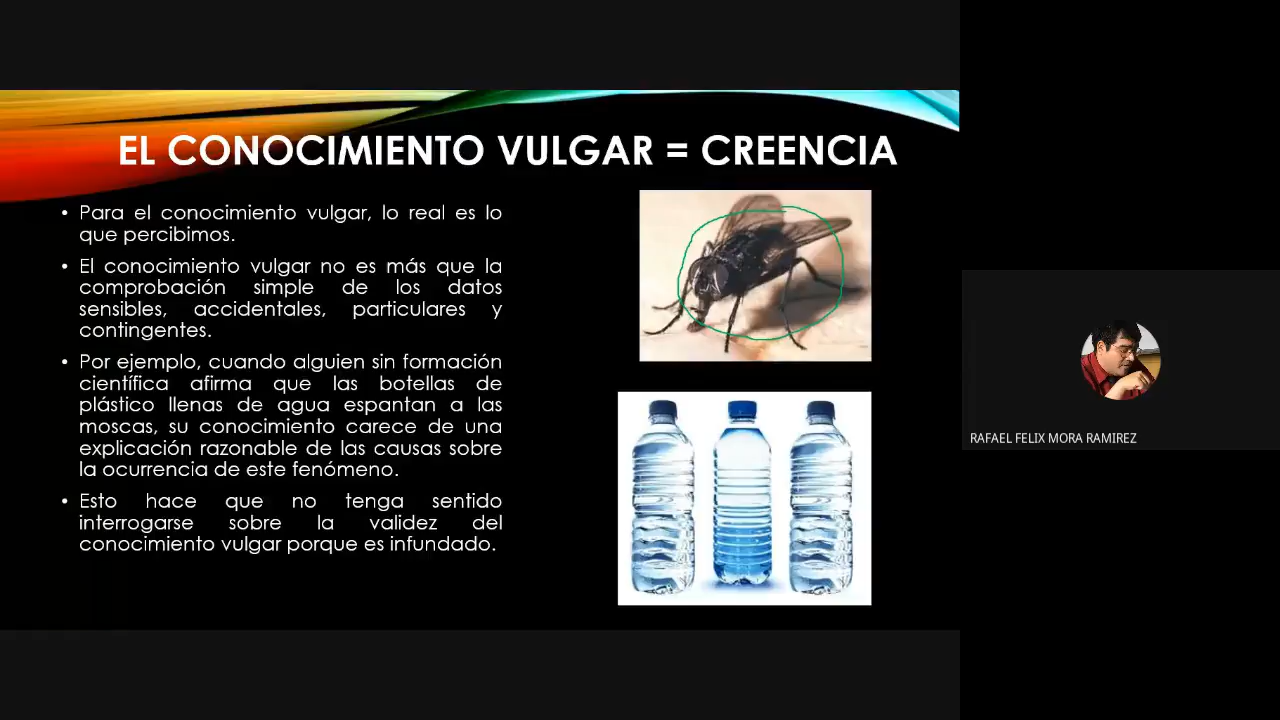 EL CONOCIMIENTO VULGAR = CREENCIA
• Para el conocimiento vulgar, lo real es lo
que percibimos.
• El conocimiento vulgar no es más que la
comprobación simple de los datos
sensibles, accidentales, particulares y
contingentes.
• Por ejemplo, cuando alguien sin formación
científica afirma que las botellas de
plástico llenas de agua espantan a las
moscas, su conocimiento carece de una
explicación razonable de las causas sobre
la ocurrencia de este fenómeno.
• Esto hace que no tenga sentido
interrogarse sobre la validez del
conocimiento vulgar porque es infundado.
RAFAEL FELIX MORA RAMIREZ